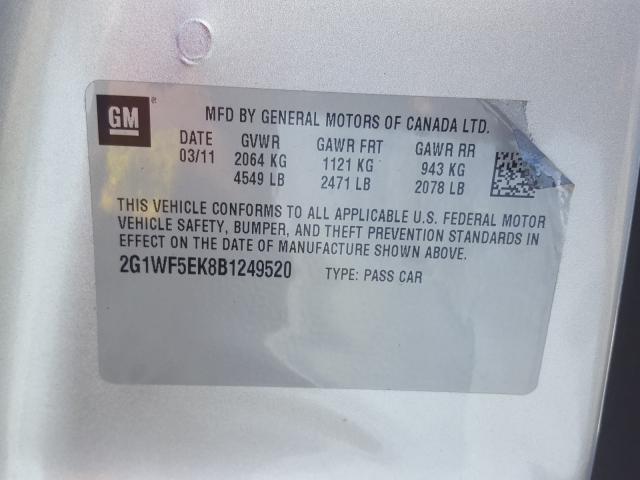 GM ®
MFD BY GENERAL MOTORS OF CANADA LTD.
DATE GVWR GAWR FRT GAWR RR
03/11 2064 KG 1121 KG 943 KG
4549 LB 2471 LB 2078 LB
THIS VEHICLE CONFORMS TO ALL APPLICABLE U.S. FEDERAL MOTOR
VEHICLE SAFETY, BUMPER, AND THEFT PREVENTION STANDARDS IN
EFFECT ON THE DATE OF MANUFACTURE SHOWN ABOVE.
2G1WF5EK8B1249520 TYPE: PASS CAR